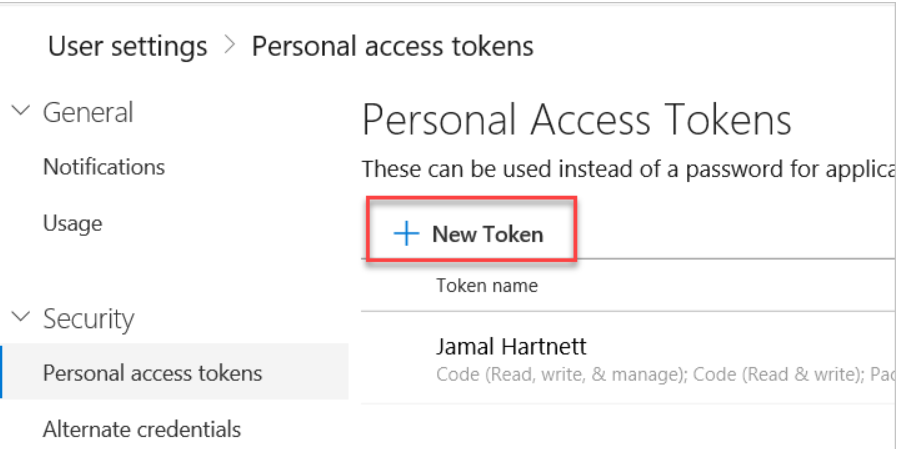 User settings > Personal access tokens
General
Notifications
Usage
Security
Personal access tokens
Alternate credentials
Personal Access Tokens
These can be used instead of a password for
New Token
Token name
Jamal Hartnett
Code (Read, write, & manage); Code (Read & write);